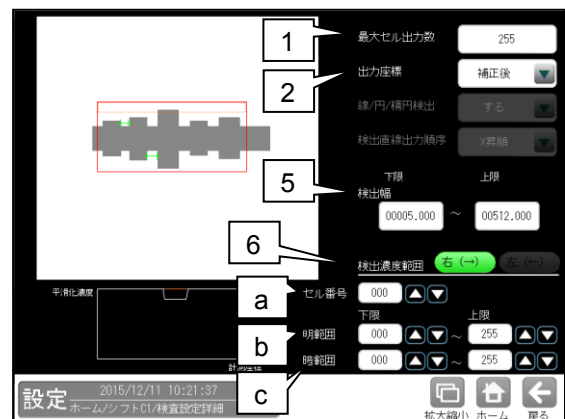 1
最大セル出力数
255
2
出力座標
補正後
線/円/楕円検出
する
検出直線出力順序
X昇順
5
下限
上限
検出幅
00005.000 ~ 00512.000
6
検出濃度範囲
右 (→)
左 (←)
平滑化濃度
a
セル番号
000
下限
上限
b
明範囲
000 ~ 255
c
暗範囲
000 ~ 255
設定
2015/12/11 10:21:37
ホーム/シフトC1/検査設定詳細
拡大縮小 ホーム 戻る